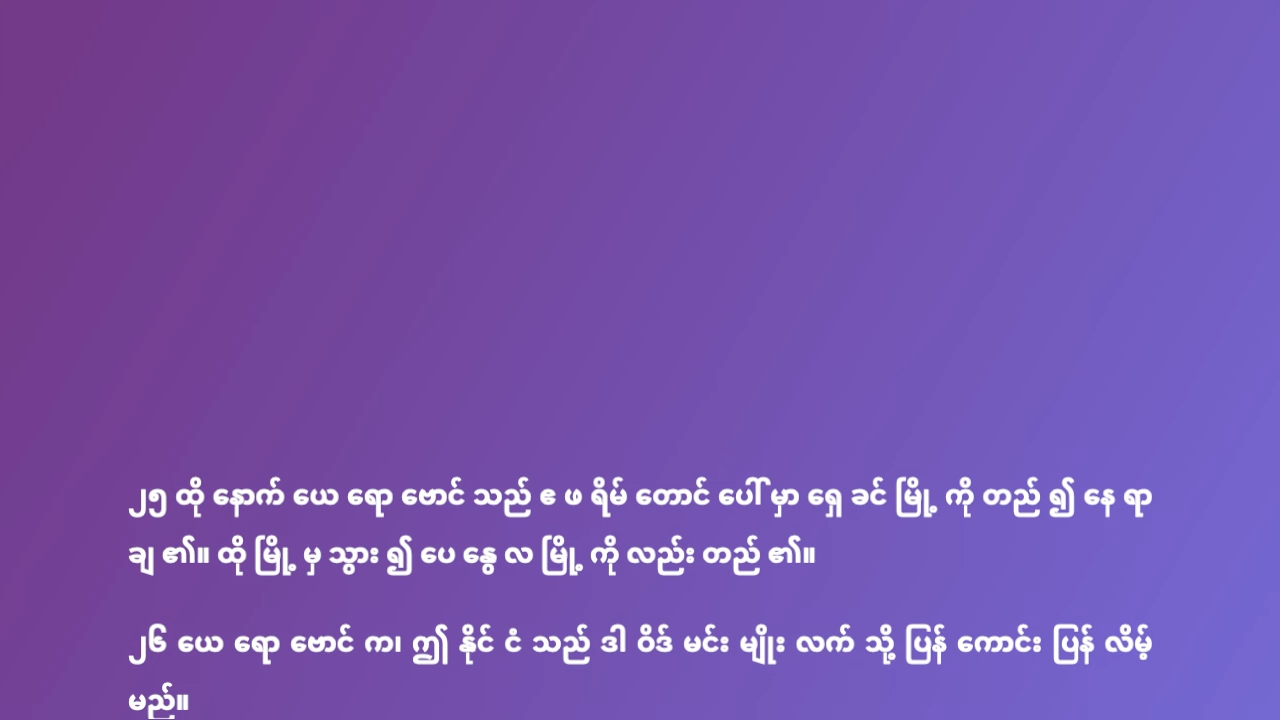 ၂၅ ထို နောက် ယေ ရော ဗောင် သည် ဧ ဖ ရိမ် တောင် ပေါ် မှာ ရှေ ခင် မြို့ ကို တည် ၍ နေ ရာ
ချ ၏။ ထို မြို့ မှ သွား ၍ ပေ နွေ လ မြို့ ကို လည်း တည် ၏။
၂၆ ယေ ရော ဗောင် က၊ ဤ နိုင် ငံ သည် ဒါ ဝိဒ် မင်း မျိုး လက် သို့ ပြန် ကောင်း ပြန် လိမ့်
မည်။